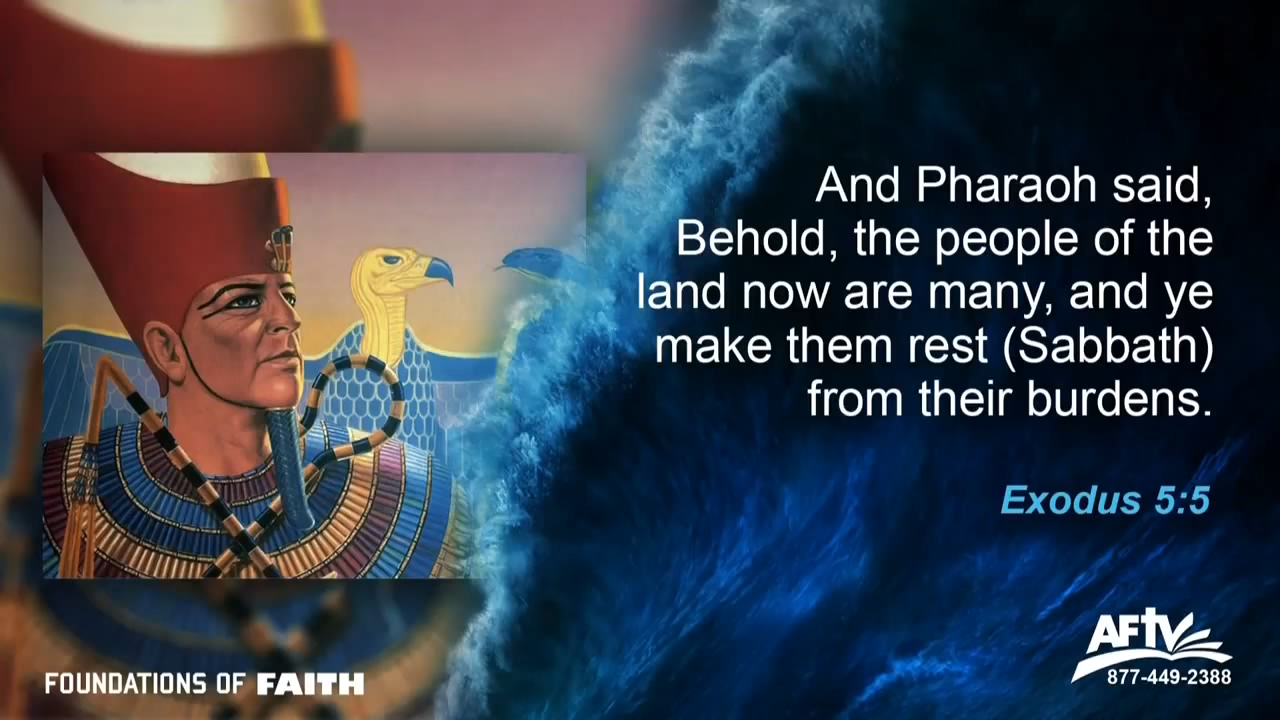 And Pharaoh said,
Behold, the people of the
land now are many, and ye
make them rest (Sabbath)
from their burdens.
Exodus 5:5
FOUNDATIONS OF FAITH
AFTV
877-449-2388